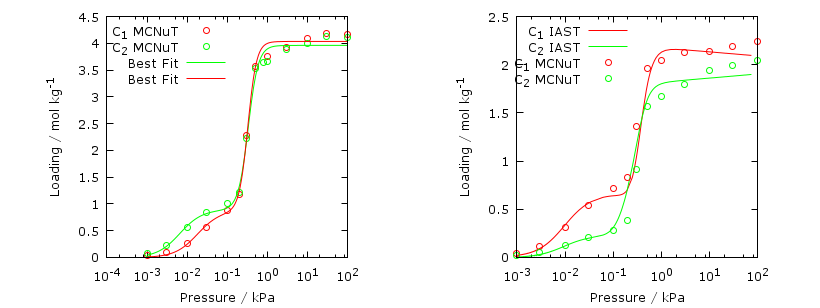 4.5
4
3.5
3
2.5
2
1.5
1
0.5
0
10-4 10-3 10-2 10-1 100 101 102
Loading / mol kg-1
Pressure / kPa
C1 MCNuT
C2 MCNuT
Best Fit
Best Fit
2.5
2
1.5
1
0.5
0
10-3 10-2 10-1 100 101 102
Loading / mol kg-1
Pressure / kPa
C1 IAST
C2 IAST
C1 MCNuT
C2 MCNuT